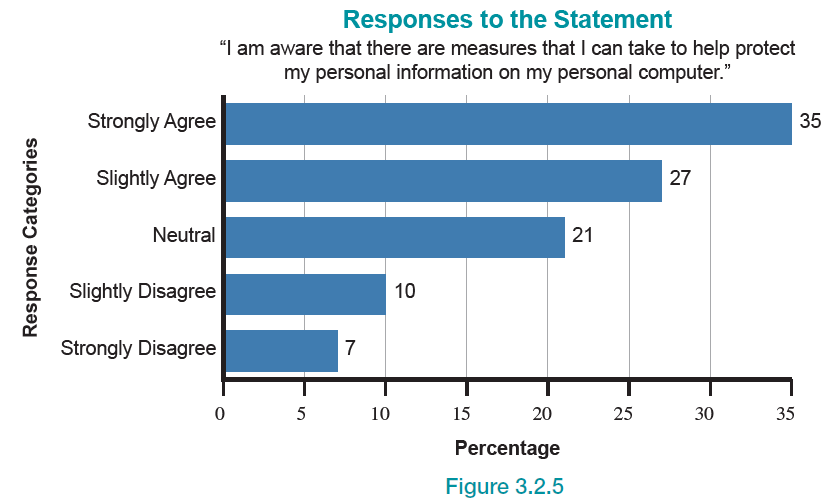 Responses to the Statement
“I am aware that there are measures that I can take to help protect
my personal information on my personal computer.”
Response Categories
Strongly Agree 35
Slightly Agree 27
Neutral 21
Slightly Disagree 10
Strongly Disagree 7
0 5 10 15 20 25 30 35
Percentage
Figure 3.2.5